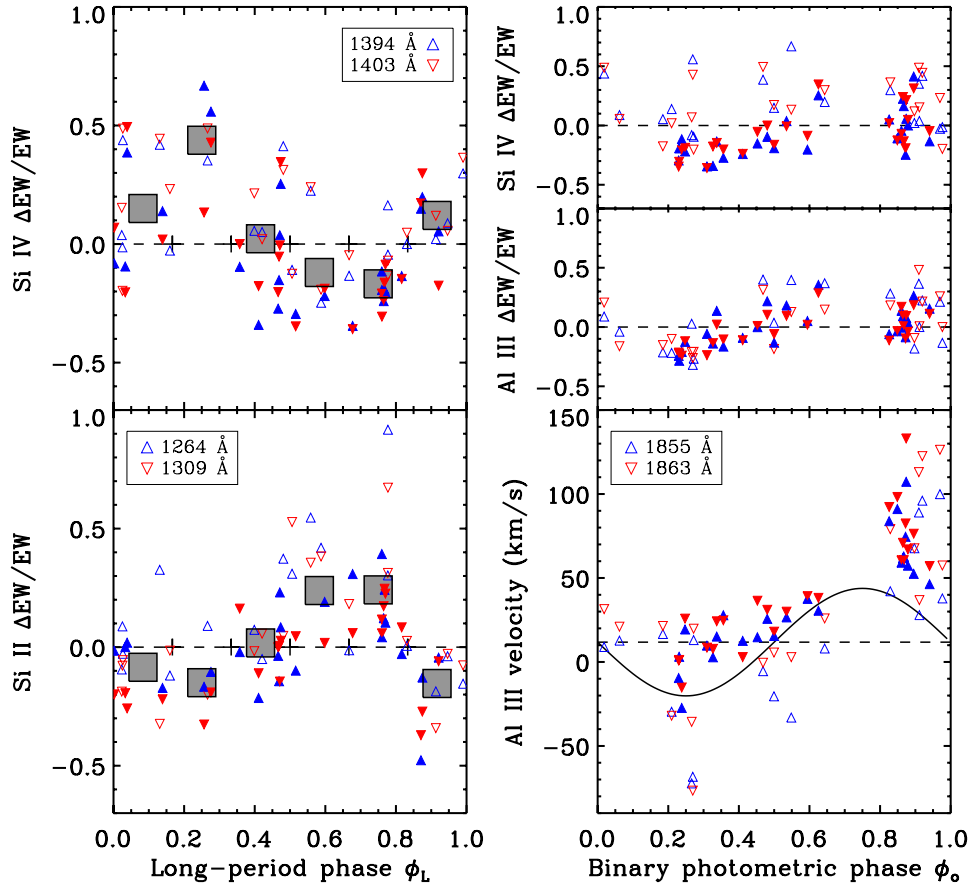 1.0
0.5
0.0
−0.5
Si IV ΔEW/EW
1394 Å △
1403 Å ▽
1.0
0.5
0.0
−0.5
Si II ΔEW/EW
△ 1264 Å
▽ 1309 Å
0.0 0.2 0.4 0.6 0.8 1.0
Long−period phase ϕL
1.0
0.5
0.0
−0.5
Si IV ΔEW/EW
0.5
0.0
−0.5
Al III ΔEW/EW
150
100
50
0
−50
Al III velocity (km/s)
△ 1855 Å
▽ 1863 Å
0.0 0.2 0.4 0.6 0.8 1.0
Binary photometric phase ϕo